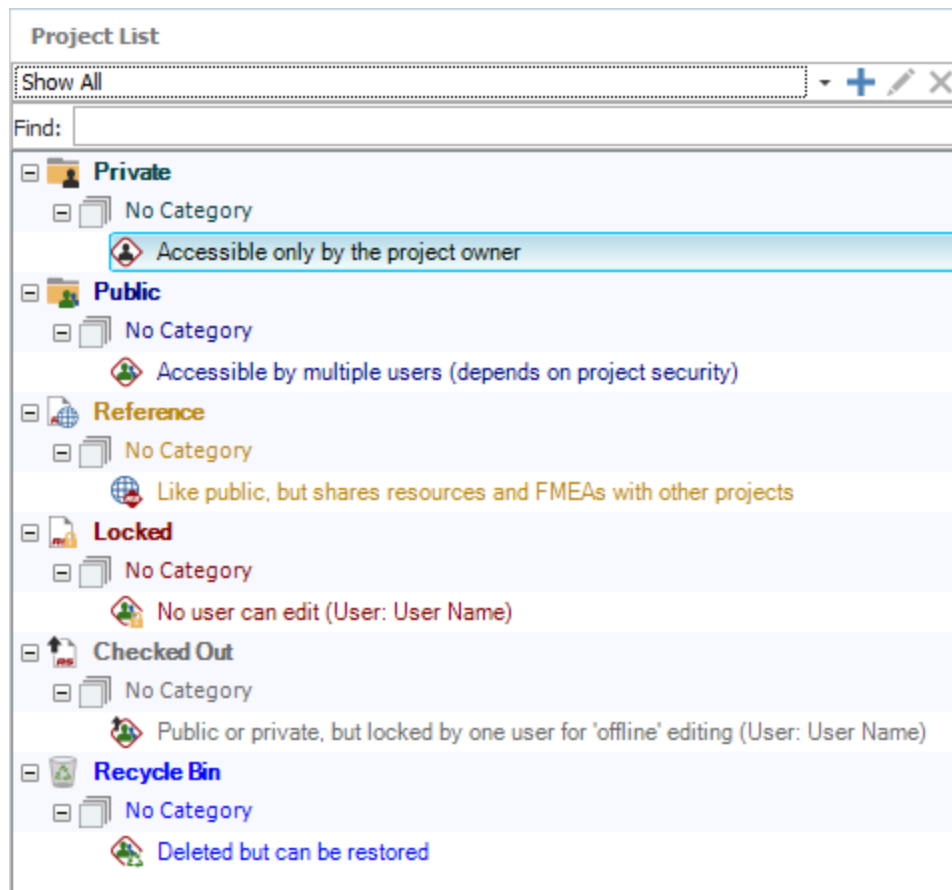 Project List
Show All
Find:
Private
No Category
Accessible only by the project owner
Public
No Category
Accessible by multiple users (depends on project security)
Reference
No Category
Like public, but shares resources and FMEAs with other projects
Locked
No Category
No user can edit (User: User Name)
Checked Out
No Category
Public or private, but locked by one user for 'offline' editing (User: User Name)
Recycle Bin
No Category
Deleted but can be restored